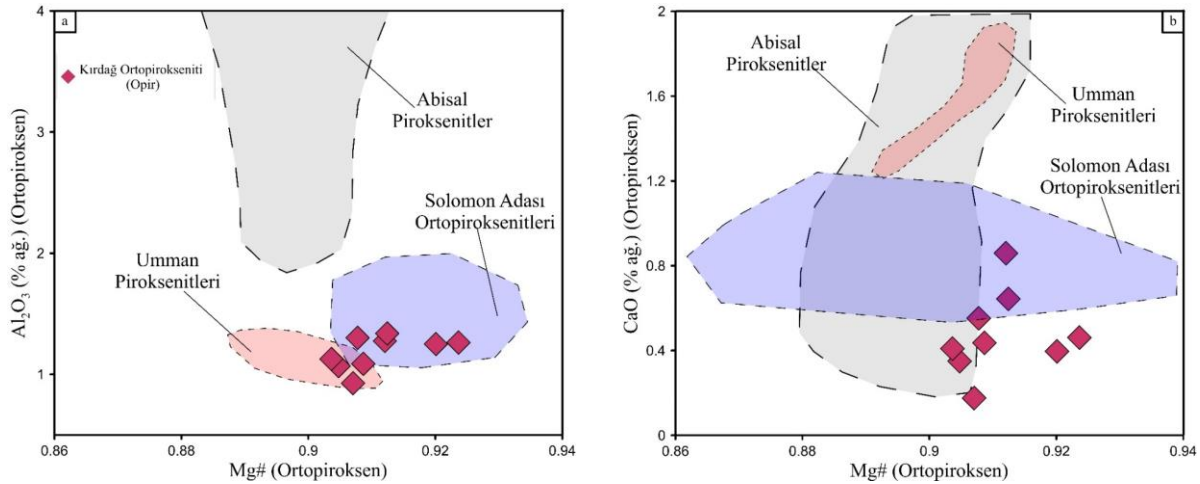 a
Kırdağ Ortopirokseniti
(Opir)
Abisal
Piroksenitler
Solomon Adası
Ortopiroksenitleri
Umman
Piroksenitleri
Al₂O₃ (% ağ.) (Ortopiroksen)
4
3
2
1
0.86
0.88
0.9
0.92
0.94
Mg# (Ortopiroksen)
b
Abisal
Piroksenitler
Umman
Piroksenitleri
Solomon Adası
Ortopiroksenitleri
CaO (% ağ.) (Ortopiroksen)
2
1.6
1.2
0.8
0.4
0
0.86
0.88
0.9
0.92
0.94
Mg# (Ortopiroksen)